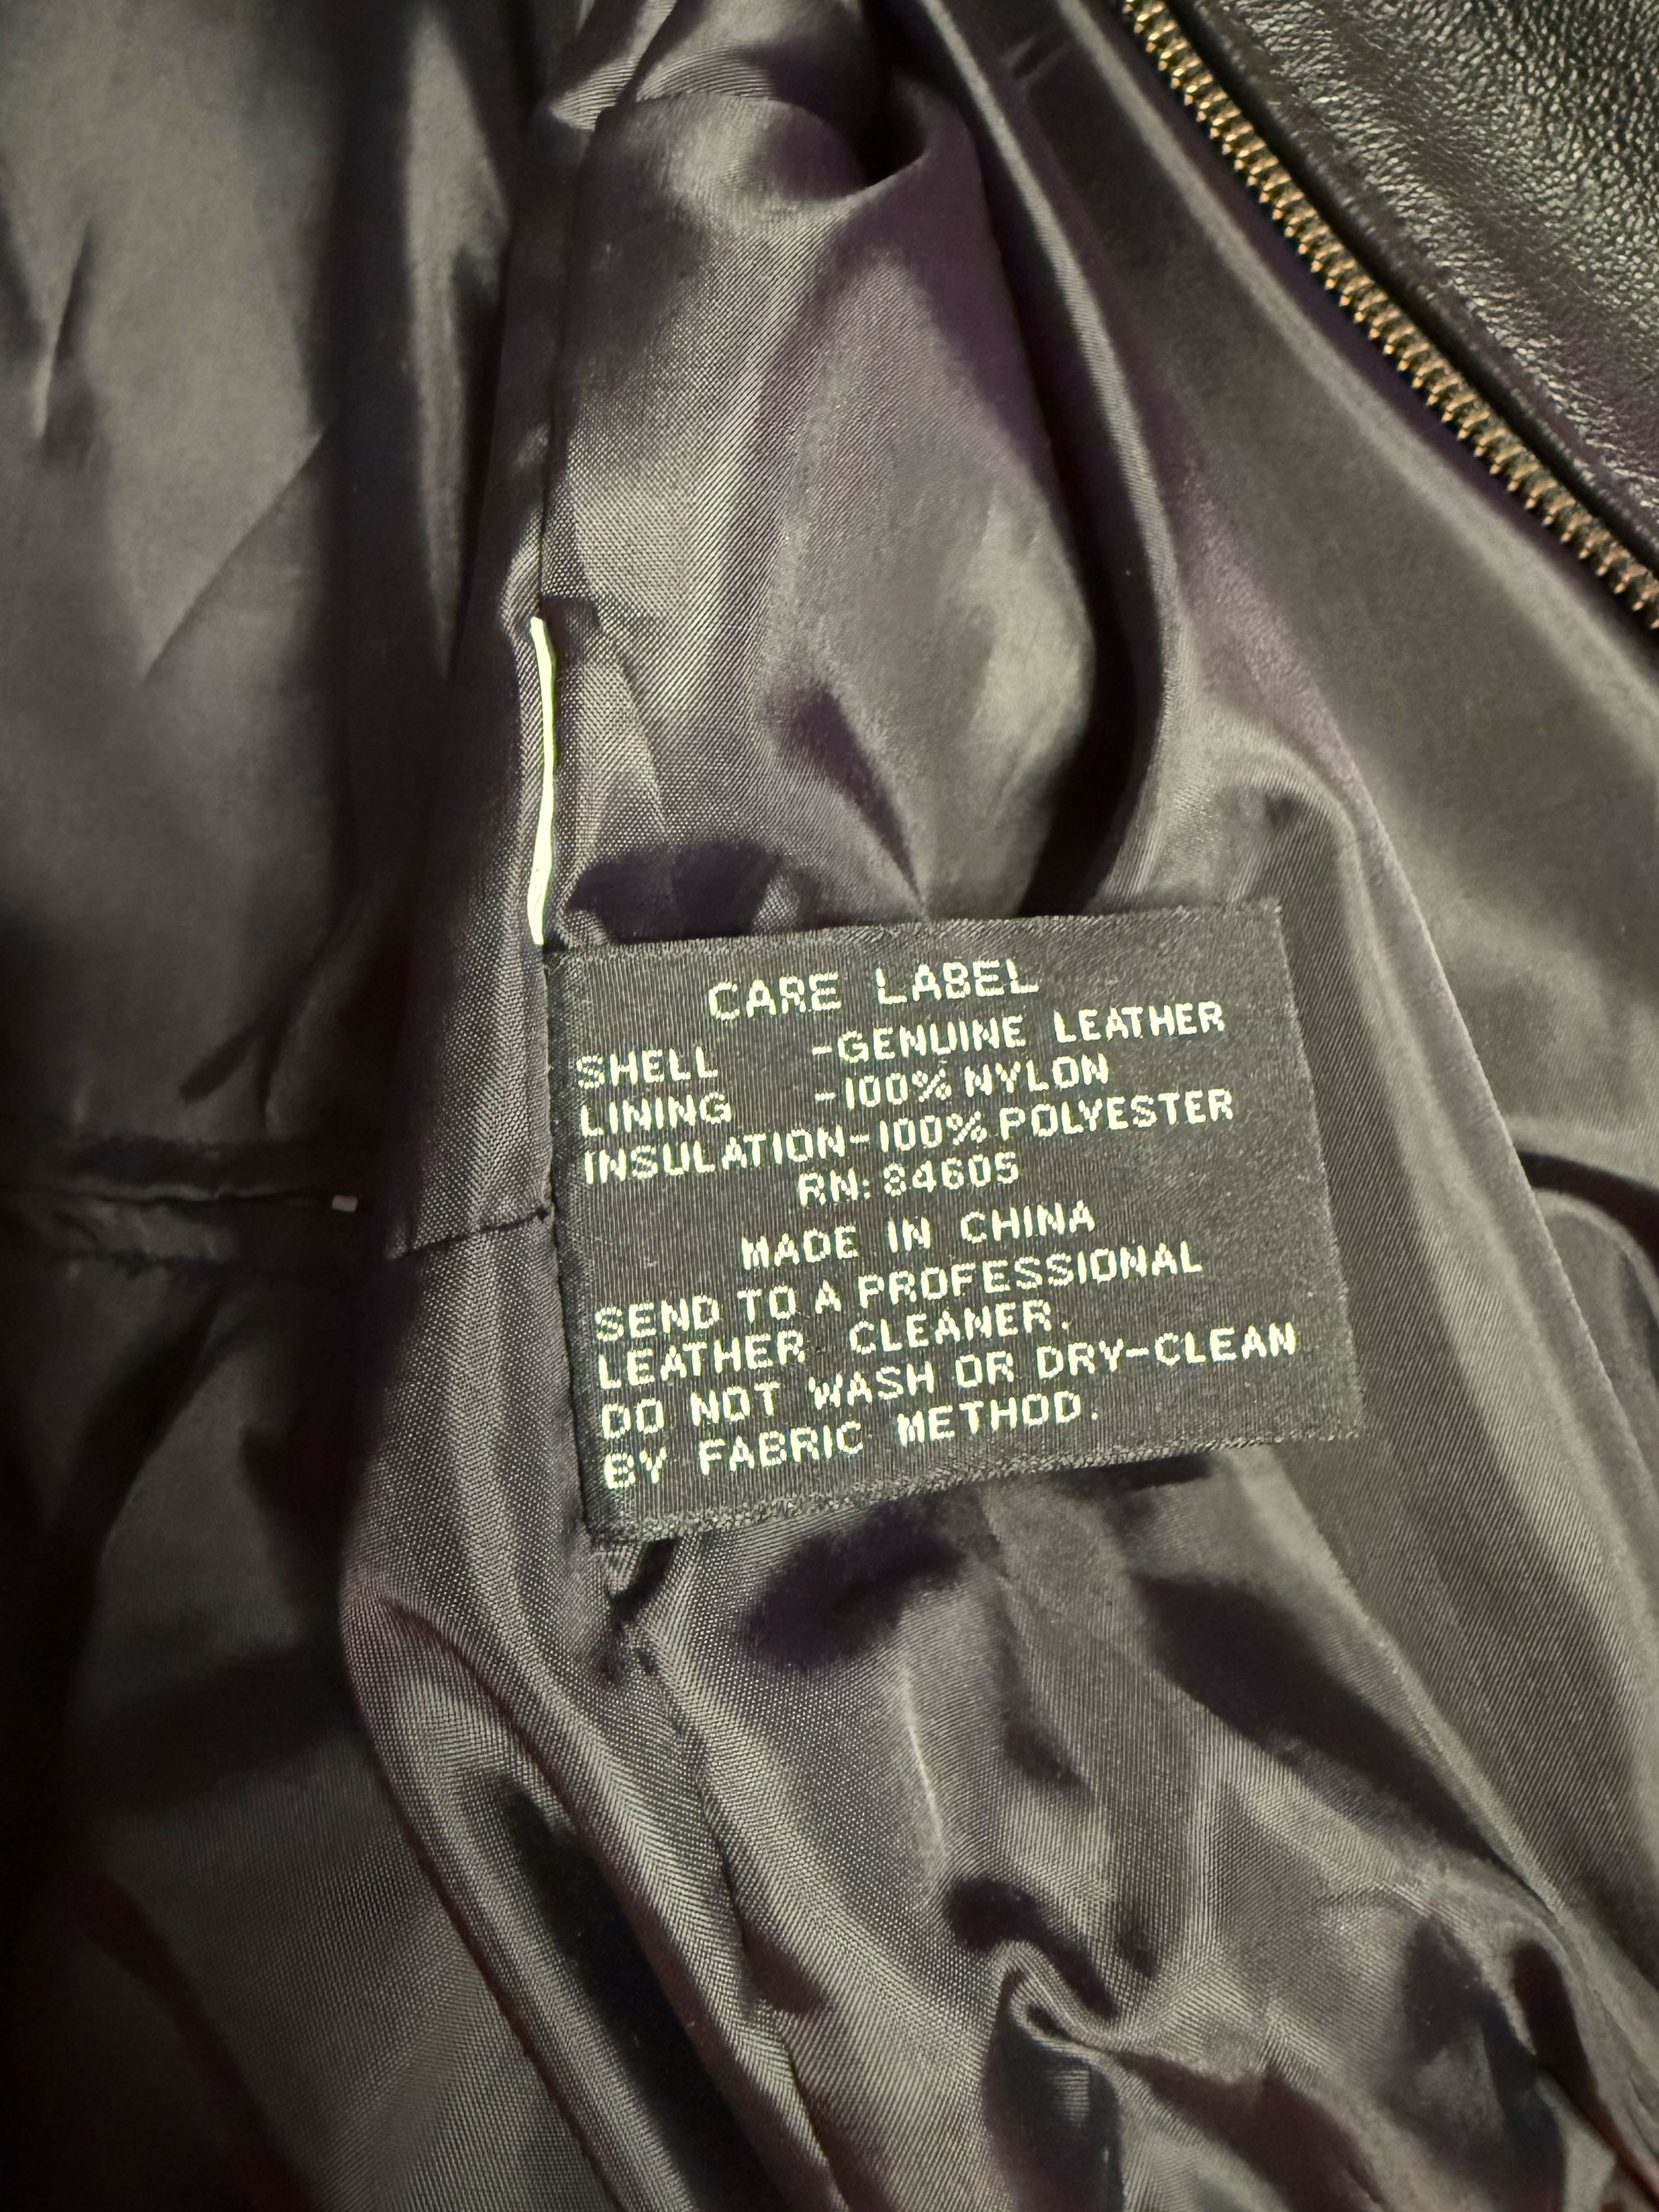 CARE LABEL
SHELL -GENUINE LEATHER
LINING -100% NYLON
INSULATION-100% POLYESTER
RN: 84605
MADE IN CHINA
SEND TO A PROFESSIONAL
LEATHER CLEANER.
DO NOT WASH OR DRY-CLEAN
BY FABRIC METHOD.